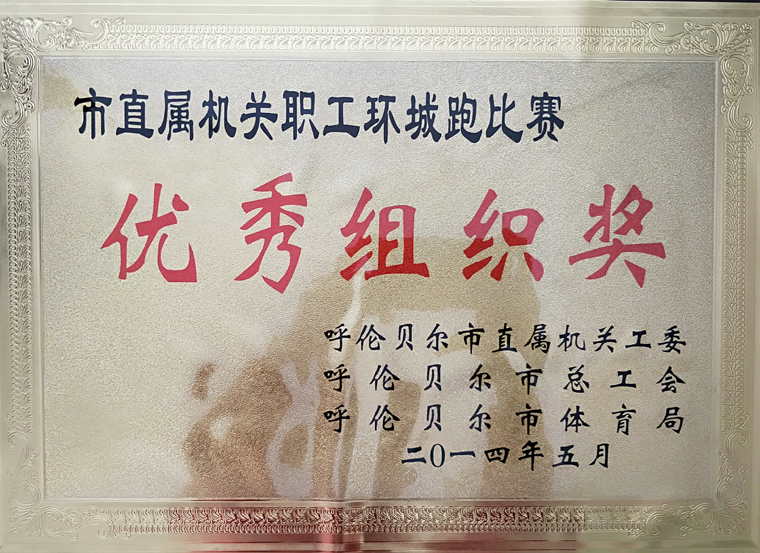 市直属机关职工环城跑比赛
优秀组织奖
呼伦贝尔市直属机关工委
呼伦贝尔市总工会
呼伦贝尔市体育局
二0一四年五月